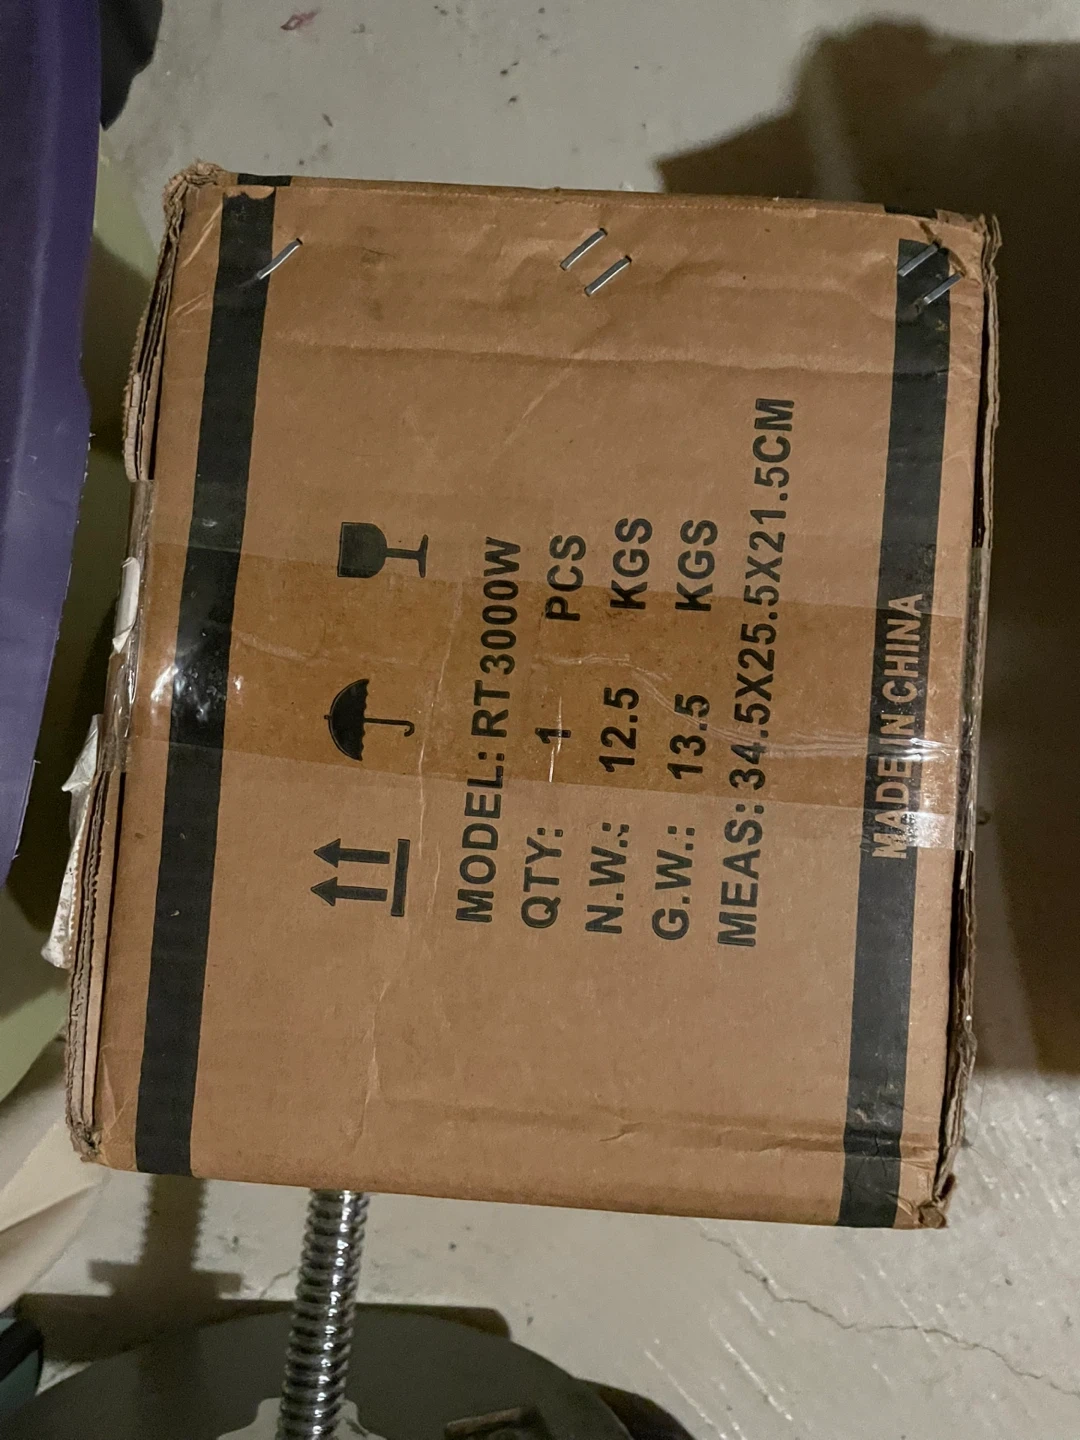 MODEL: RT3000W
QTY: 1 PCS
N.W.: 12.5 KGS
G.W.: 13.5 KGS
MEAS: 34.5X25.5X21.5CM
MADE IN CHINA